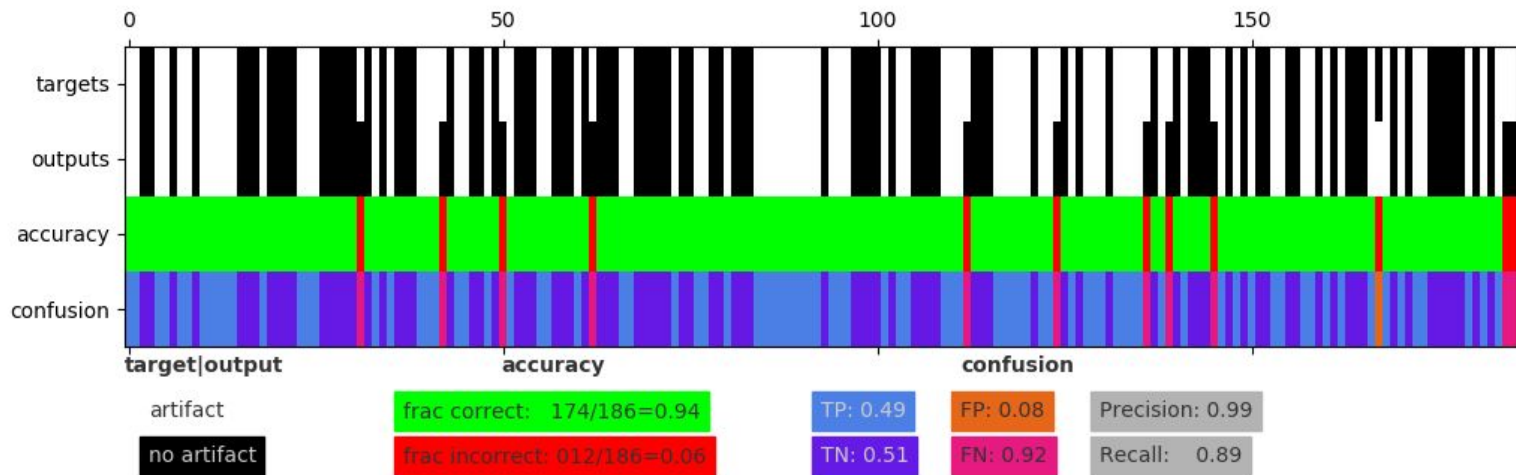 0 50 100 150
targets
outputs
accuracy
confusion
target|output accuracy confusion
artifact frac correct: 174/186=0.94 TP: 0.49 FP: 0.08 Precision: 0.99
no artifact frac incorrect: 012/186=0.06 TN: 0.51 FN: 0.92 Recall: 0.89